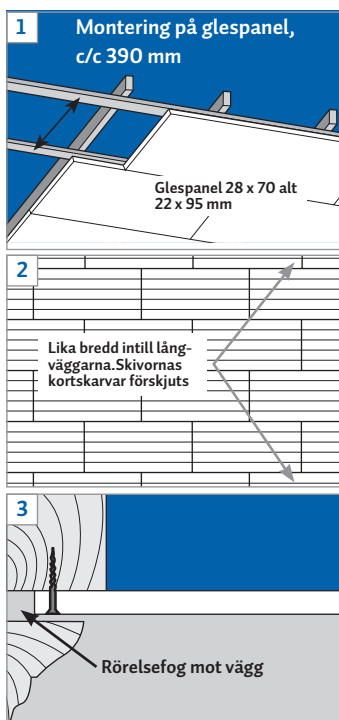 1
Montering på glespanel,
c/c 390 mm
Glespanel 28 x 70 alt
22 x 95 mm
2
Lika bredd intill lång-
väggarna.Skivornas
kortskarvar förskjuts
3
Rörelsefog mot vägg